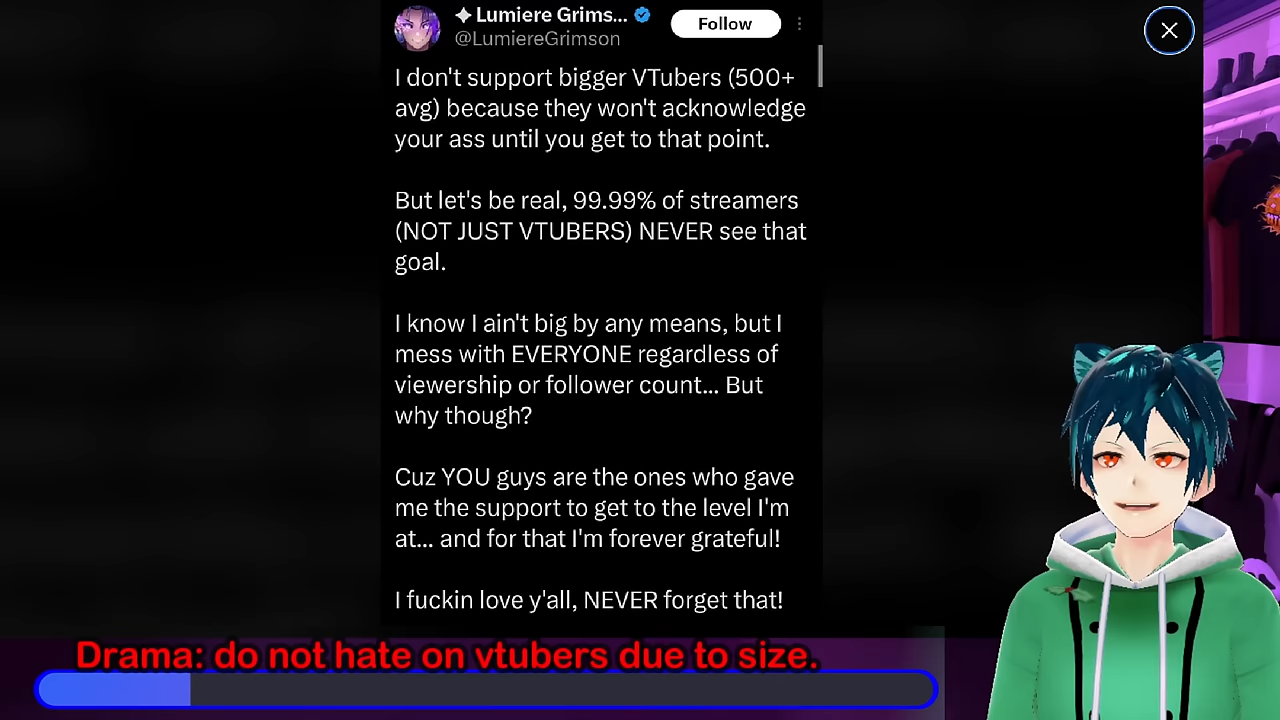 ✦ Lumiere Grims...
Follow
@LumiereGrimson
I don't support bigger VTubers (500+
avg) because they won't acknowledge
your ass until you get to that point.
But let's be real, 99.99% of streamers
(NOT JUST VTUBERS) NEVER see that
goal.
I know I ain't big by any means, but I
mess with EVERYONE regardless of
viewership or follower count... But
why though?
Cuz YOU guys are the ones who gave
me the support to get to the level I'm
at... and for that I'm forever grateful!
I fuckin love y'all, NEVER forget that!
Drama: do not hate on vtubers due to size.